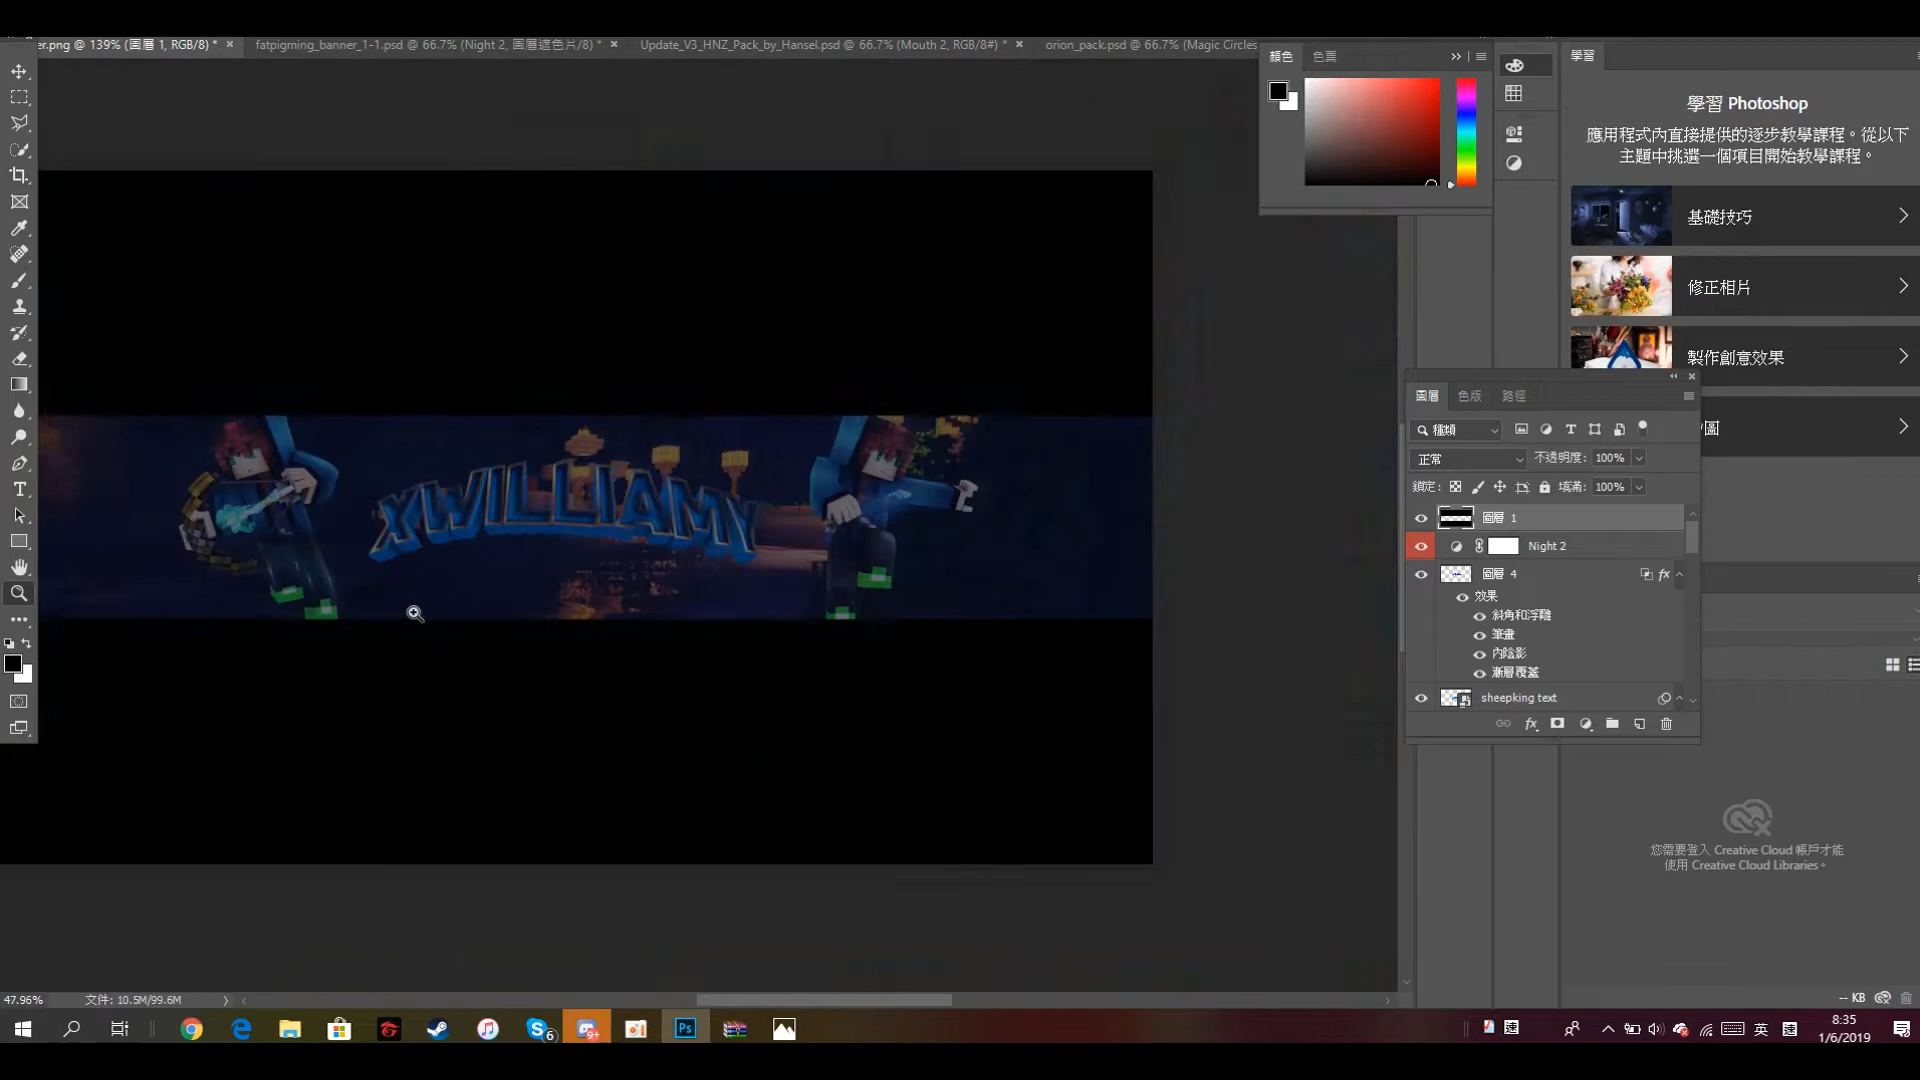 er.png @ 139% (圖層 1, RGB/8) *
fatpigming_banner_1-1.psd @ 66.7% (Night 2, 圖層遮色片/8) *
Update_V3_HNZ_Pack_by_Hansel.psd @ 66.7% (Mouth 2, RGB/8#) *
orion_pack.psd @ 66.7% (Magic Circles
顏色
色票
學習
學習 Photoshop
應用程式內直接提供的逐步教學課程。從以下
主題中挑選一個項目開始教學課程。
基礎技巧
修正相片
製作創意效果
圖
圖層
色版
路徑
種類
正常
不透明度: 100%
鎖定:
填滿: 100%
圖層 1
Night 2
圖層 4
fx
效果
斜角和浮雕
筆畫
內陰影
漸層覆蓋
sheepking text
fx
XWILLIAMY
您需要登入 Creative Cloud 帳戶才能
使用 Creative Cloud Libraries。
-- KB
47.96%
文件: 10.5M/99.6M
6
9+
Ps
英
8:35
1/6/2019